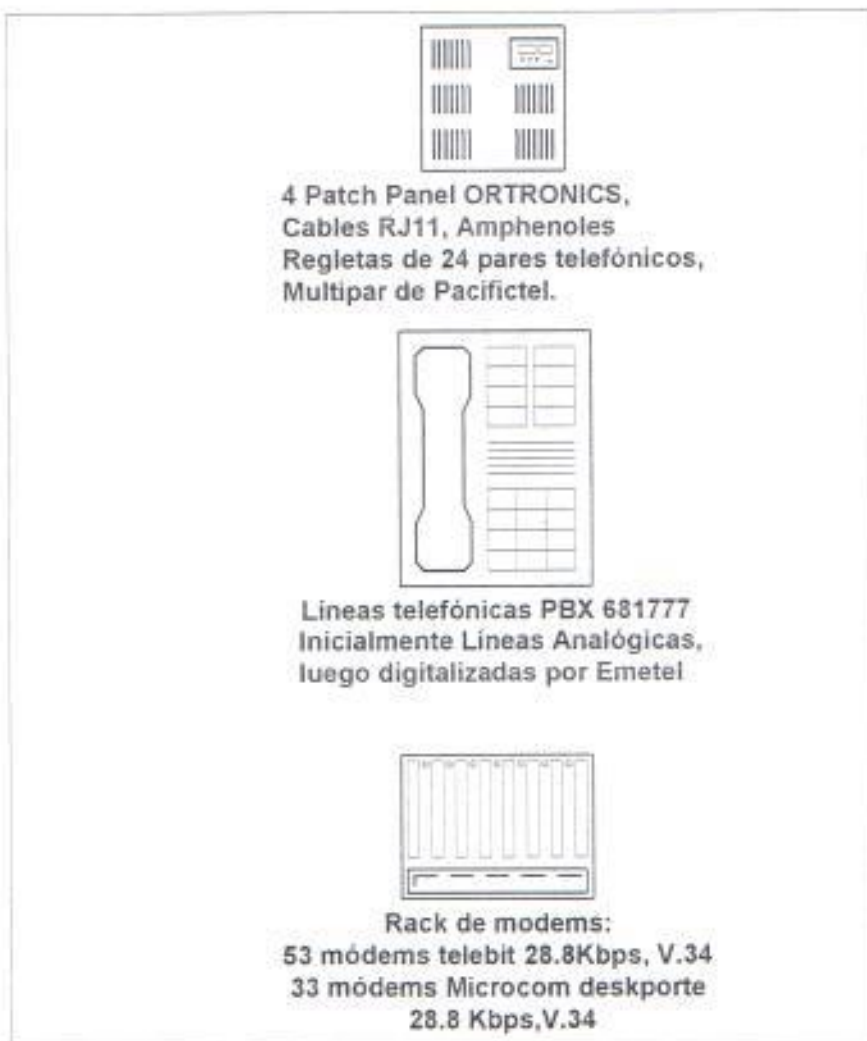 4 Patch Panel ORTRONICS,
Cables RJ11, Amphenoles
Regletas de 24 pares telefónicos,
Multipar de Pacifictel.
Líneas telefónicas PBX 681777
Inicialmente Líneas Analógicas,
luego digitalizadas por Emetel
Rack de modems:
53 módems telebit 28.8Kbps, V.34
33 módems Microcom deskporte
28.8 Kbps,V.34